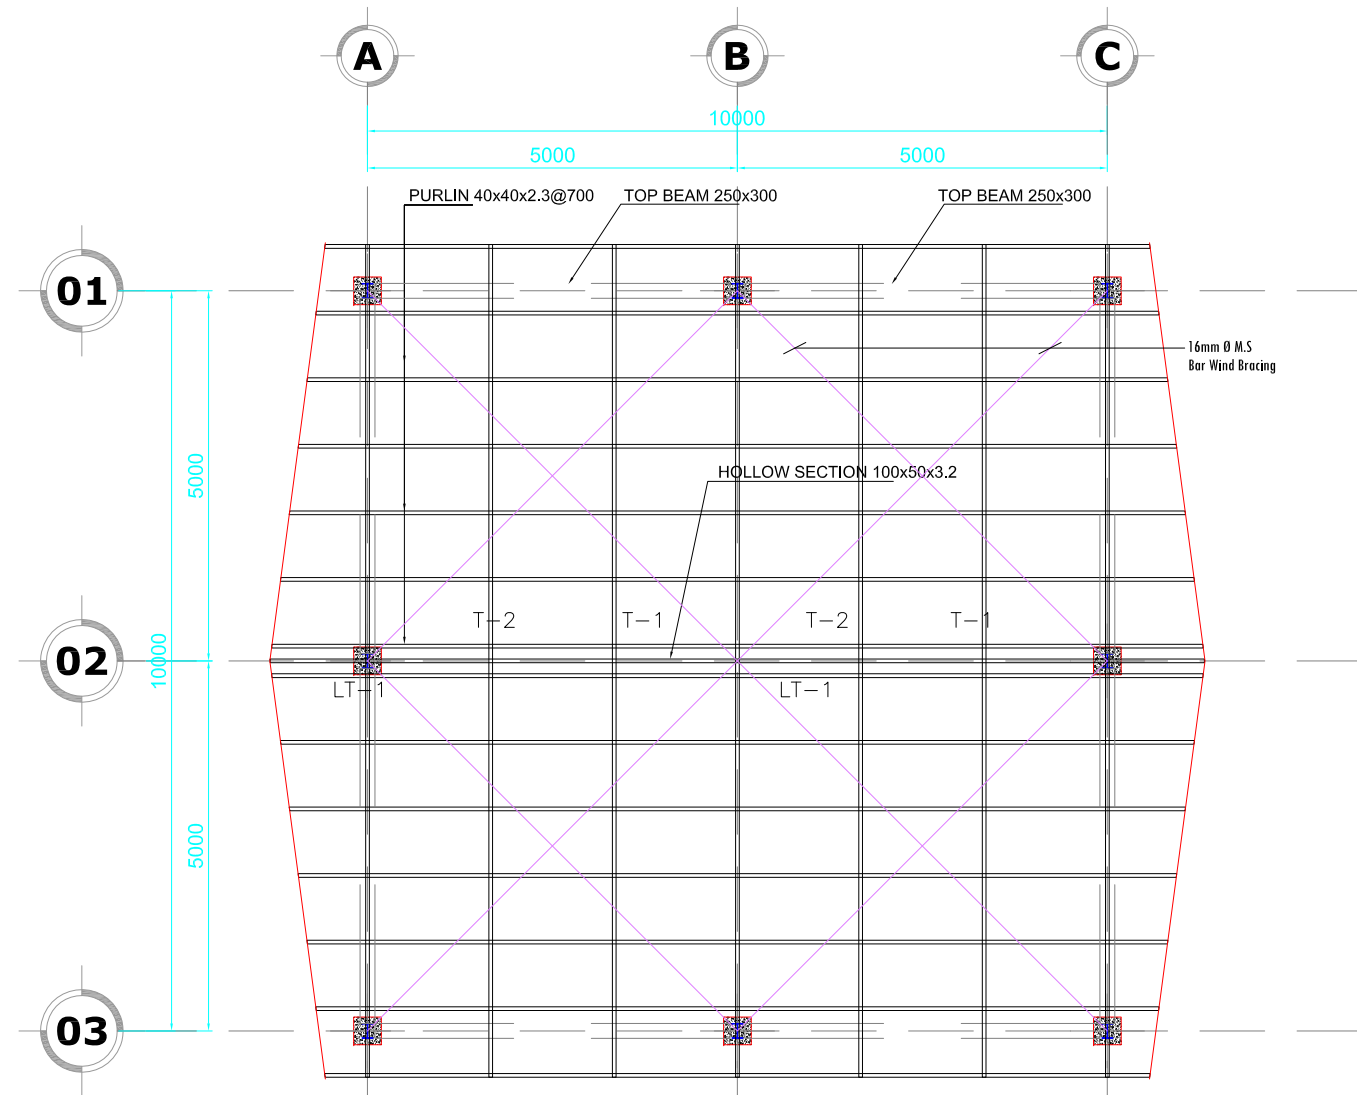 A B C
10000
5000 5000
PURLIN 40x40x2.3@700 TOP BEAM 250x300 TOP BEAM 250x300
01
16mm Ø M.S
Bar Wind Bracing
5000
HOLLOW SECTION 100x50x3.2
T-2 T-1 T-2 T-1
02
10000
LT-1 LT-1
5000
03